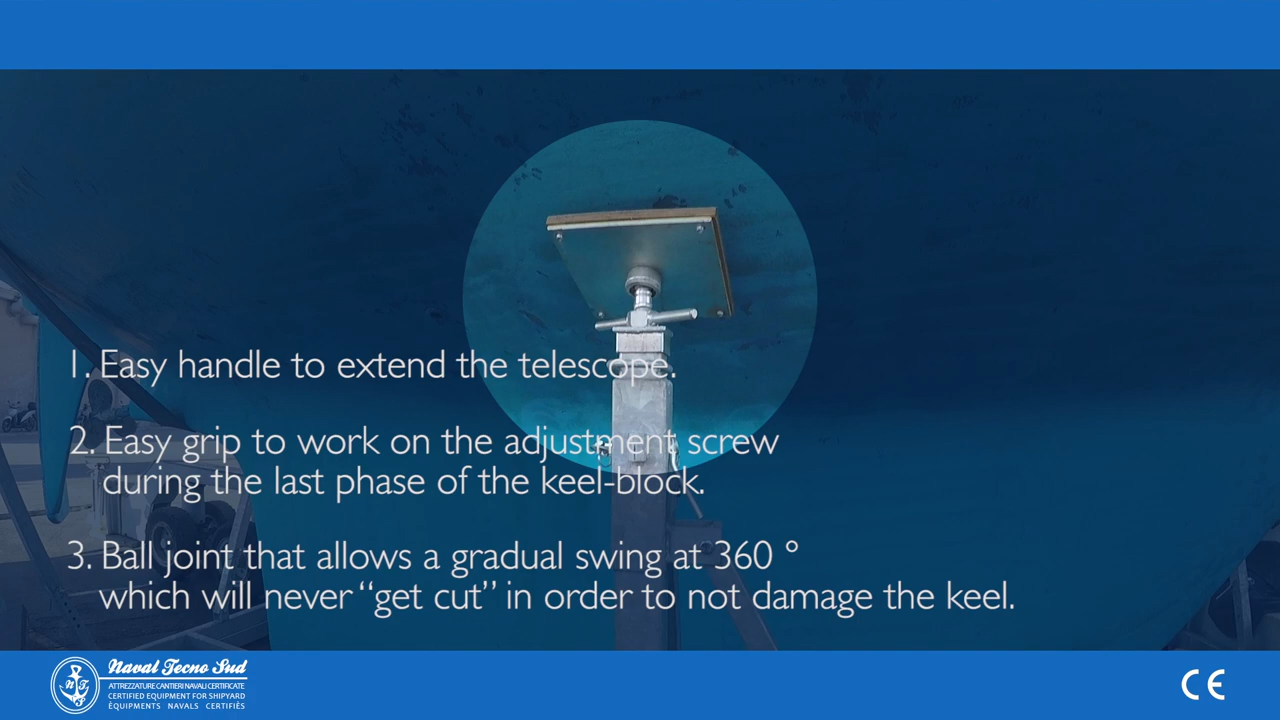 1. Easy handle to extend the telescope.
2. Easy grip to work on the adjustment screw
during the last phase of the keel-block.
3. Ball joint that allows a gradual swing at 360 °
which will never “get cut” in order to not damage the keel.
Naval Tecno Sud
ATTREZZATURE CANTIERI NAVALI CERTIFICATE
CERTIFIED EQUIPMENT FOR SHIPYARD
ÉQUIPMENTS NAVALS CERTIFIÉS
NTS
CE